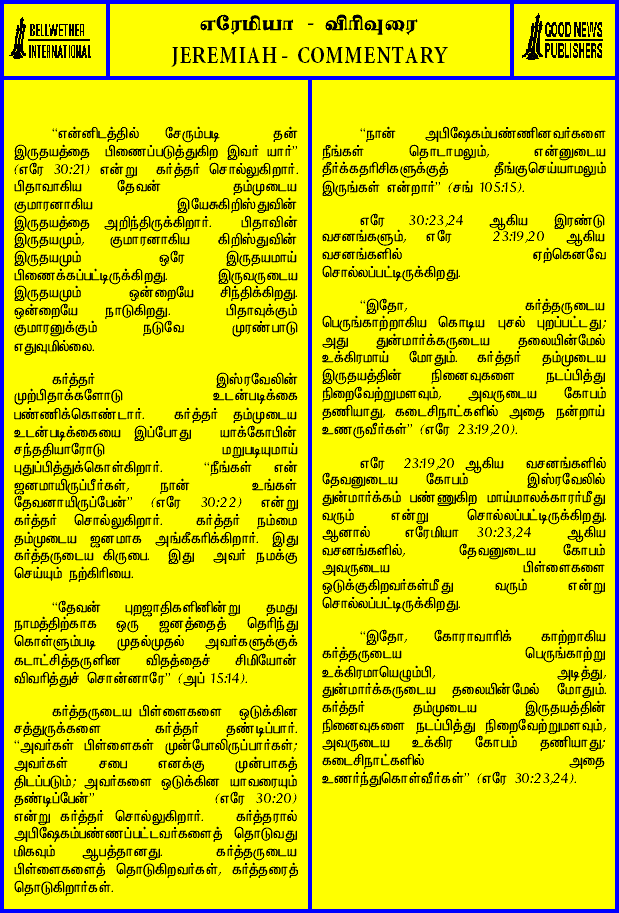 BELLWETHER
INTERNATIONAL
எரேமியா - விரிவுரை
JEREMIAH - COMMENTARY
GOOD NEWS
PUBLISHERS
“என்னிடத்தில் சேரும்படி தன்
இருதயத்தை பிணைப்படுத்துகிற இவர் யார்”
(எரே 30:21) என்று கர்த்தர் சொல்லுகிறார்.
பிதாவாகிய தேவன் தம்முடைய
குமாரனாகிய இயேசுகிறிஸ்துவின்
இருதயத்தை அறிந்திருக்கிறார். பிதாவின்
இருதயமும், குமாரனாகிய கிறிஸ்துவின்
இருதயமும் ஒரே இருதயமாய்
பிணைக்கப்பட்டிருக்கிறது. இருவருடைய
இருதயமும் ஒன்றையே சிந்திக்கிறது.
ஒன்றையே நாடுகிறது. பிதாவுக்கும்
குமாரனுக்கும் நடுவே முரண்பாடு
எதுவுமில்லை.
கர்த்தர் இஸ்ரவேலின்
முற்பிதாக்களோடு உடன்படிக்கை
பண்ணிக்கொண்டார். கர்த்தர் தம்முடைய
உடன்படிக்கையை இப்போது யாக்கோபின்
சந்ததியாரோடு மறுபடியுமாய்
புதுப்பித்துக்கொள்கிறார். “நீங்கள் என்
ஜனமாயிருப்பீர்கள், நான் உங்கள்
தேவனாயிருப்பேன்” (எரே 30:22) என்று
கர்த்தர் சொல்லுகிறார். கர்த்தர் நம்மை
தம்முடைய ஜனமாக அங்கீகரிக்கிறார். இது
கர்த்தருடைய கிருபை. இது அவர் நமக்கு
செய்யும் நற்கிரியை.
“தேவன் புறஜாதிகளினின்று தமது
நாமத்திற்காக ஒரு ஜனத்தைத் தெரிந்து
கொள்ளும்படி முதல்முதல் அவர்களுக்குக்
கடாட்சித்தருளின விதத்தைச் சிமியோன்
விவரித்துச் சொன்னாரே” (அப் 15:14).
கர்த்தருடைய பிள்ளைகளை ஒடுக்கின
சத்துருக்களை கர்த்தர் தண்டிப்பார்.
“அவர்கள் பிள்ளைகள் முன்போலிருப்பார்கள்;
அவர்கள் சபை எனக்கு முன்பாகத்
திடப்படும்; அவர்களை ஒடுக்கின யாவரையும்
தண்டிப்பேன்” (எரே 30:20)
என்று கர்த்தர் சொல்லுகிறார். கர்த்தரால்
அபிஷேகம்பண்ணப்பட்டவர்களைத் தொடுவது
மிகவும் ஆபத்தானது. கர்த்தருடைய
பிள்ளைகளைத் தொடுகிறவர்கள், கர்த்தரைத்
தொடுகிறார்கள்.
“நான் அபிஷேகம்பண்ணினவர்களை
நீங்கள் தொடாமலும், என்னுடைய
தீர்க்கதரிசிகளுக்குத் தீங்குசெய்யாமலும்
இருங்கள் என்றார்” (சங் 105:15).
எரே 30:23,24 ஆகிய இரண்டு
வசனங்களும், எரே 23:19,20 ஆகிய
வசனங்களில் ஏற்கெனவே
சொல்லப்பட்டிருக்கிறது.
“இதோ, கர்த்தருடைய
பெருங்காற்றாகிய கொடிய புசல் புறப்பட்டது;
அது துன்மார்க்கருடைய தலையின்மேல்
உக்கிரமாய் மோதும். கர்த்தர் தம்முடைய
இருதயத்தின் நினைவுகளை நடப்பித்து
நிறைவேற்றுமளவும், அவருடைய கோபம்
தணியாது, கடைசிநாட்களில் அதை நன்றாய்
உணருவீர்கள்” (எரே 23:19,20).
எரே 23:19,20 ஆகிய வசனங்களில்
தேவனுடைய கோபம் இஸ்ரவேலில்
துன்மார்க்கம் பண்ணுகிற மாய்மாலக்காரர்மீது
வரும் என்று சொல்லப்பட்டிருக்கிறது.
ஆனால் எரேமியா 30:23,24 ஆகிய
வசனங்களில், தேவனுடைய கோபம்
அவருடைய பிள்ளைகளை
ஒடுக்குகிறவர்கள்மீது வரும் என்று
சொல்லப்பட்டிருக்கிறது.
“இதோ, கோராவாரிக் காற்றாகிய
கர்த்தருடைய பெருங்காற்று
உக்கிரமாயெழும்பி, அடித்து,
துன்மார்க்கருடைய தலையின்மேல் மோதும்.
கர்த்தர் தம்முடைய இருதயத்தின்
நினைவுகளை நடப்பித்து நிறைவேற்றுமளவும்,
அவருடைய உக்கிர கோபம் தணியாது;
கடைசிநாட்களில் அதை
உணர்ந்துகொள்வீர்கள்” (எரே 30:23,24).